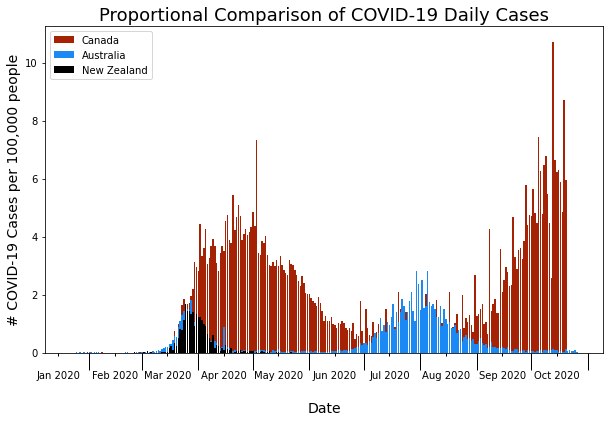 Proportional Comparison of COVID-19 Daily Cases
Canada
Australia
New Zealand
# COVID-19 Cases per 100,000 people
10
8
6
4
2
0
Jan 2020 Feb 2020 Mar 2020 Apr 2020 May 2020 Jun 2020 Jul 2020 Aug 2020 Sep 2020 Oct 2020
Date